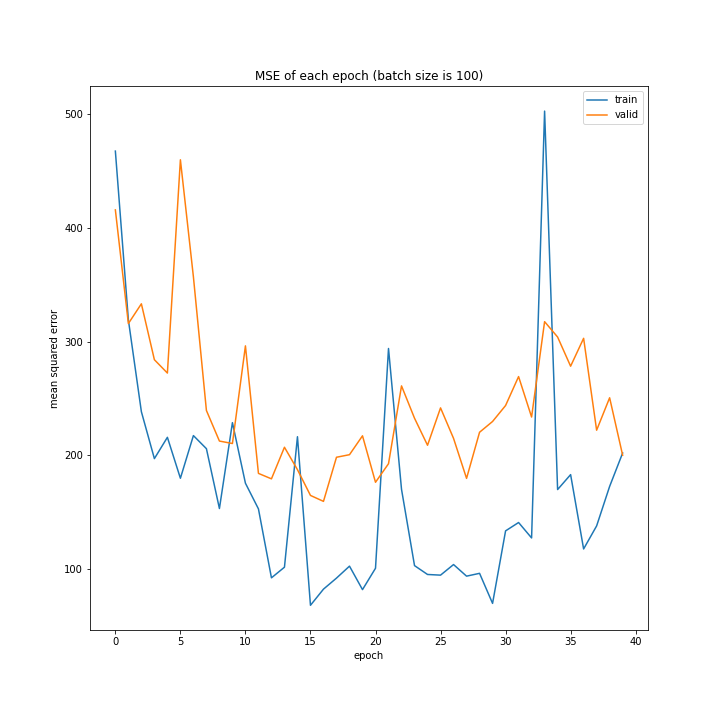 MSE of each epoch (batch size is 100)
train
valid
500
400
300
200
100
mean squared error
0 5 10 15 20 25 30 35 40
epoch